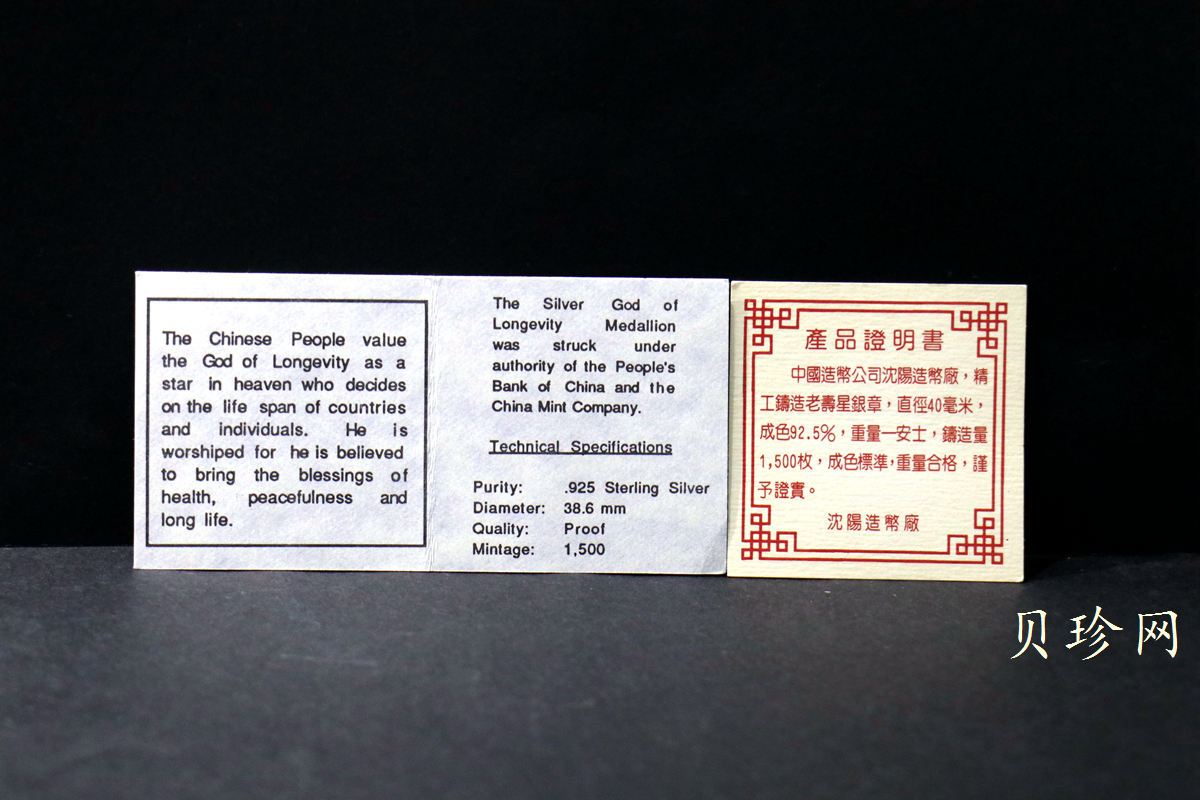 The Chinese People value
the God of Longevity as a
star in heaven who decides
on the life span of countries
and individuals. He is
worshiped for he is believed
to bring the blessings of
health, peacefulness and
long life.
The Silver God of
Longevity Medallion
was struck under
authority of the People's
Bank of China and the
China Mint Company.
Technical Specifications
Purity: .925 Sterling Silver
Diameter: 38.6 mm
Quality: Proof
Mintage: 1,500
產品證明書
中國造幣公司沈陽造幣廠，精
工鑄造老壽星銀章，直徑40毫米，
成色92.5%，重量一安士，鑄造量
1,500枚，成色標準，重量合格，謹
予證實。
沈陽造幣廠
贝珍网